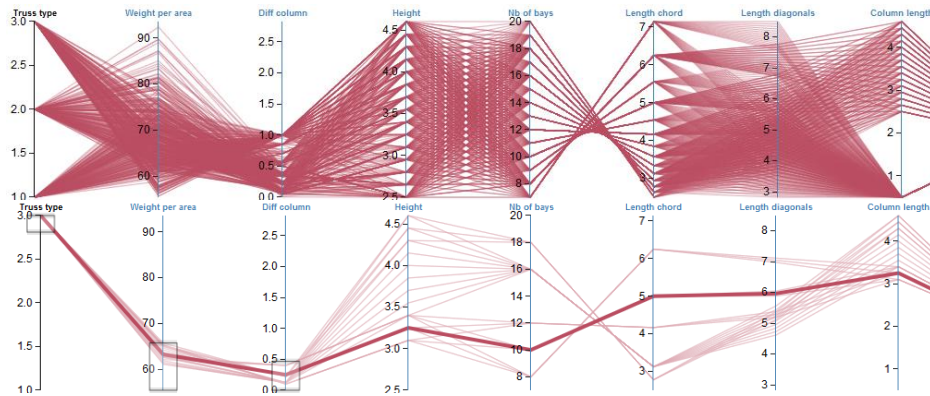 Truss type Weight per area Diff column Height Nb of bays Length chord Length diagonals Column length
3.0 2.5 2.0 1.5 1.0
90 80 70 60
2.5 2.0 1.5 1.0 0.5 0.0
4.5 4.0 3.5 3.0 2.5
20 18 16 14 12 10 8
7 6 5 4 3
8 7 6 5 4 3
4 3 2 1
Truss type Weight per area Diff column Height Nb of bays Length chord Length diagonals Column length
3.0 2.5 2.0 1.5 1.0
90 80 70 60
2.5 2.0 1.5 1.0 0.5 0.0
4.5 4.0 3.5 3.0 2.5
20 18 16 14 12 10 8
7 6 5 4 3
8 7 6 5 4 3
4 3 2 1